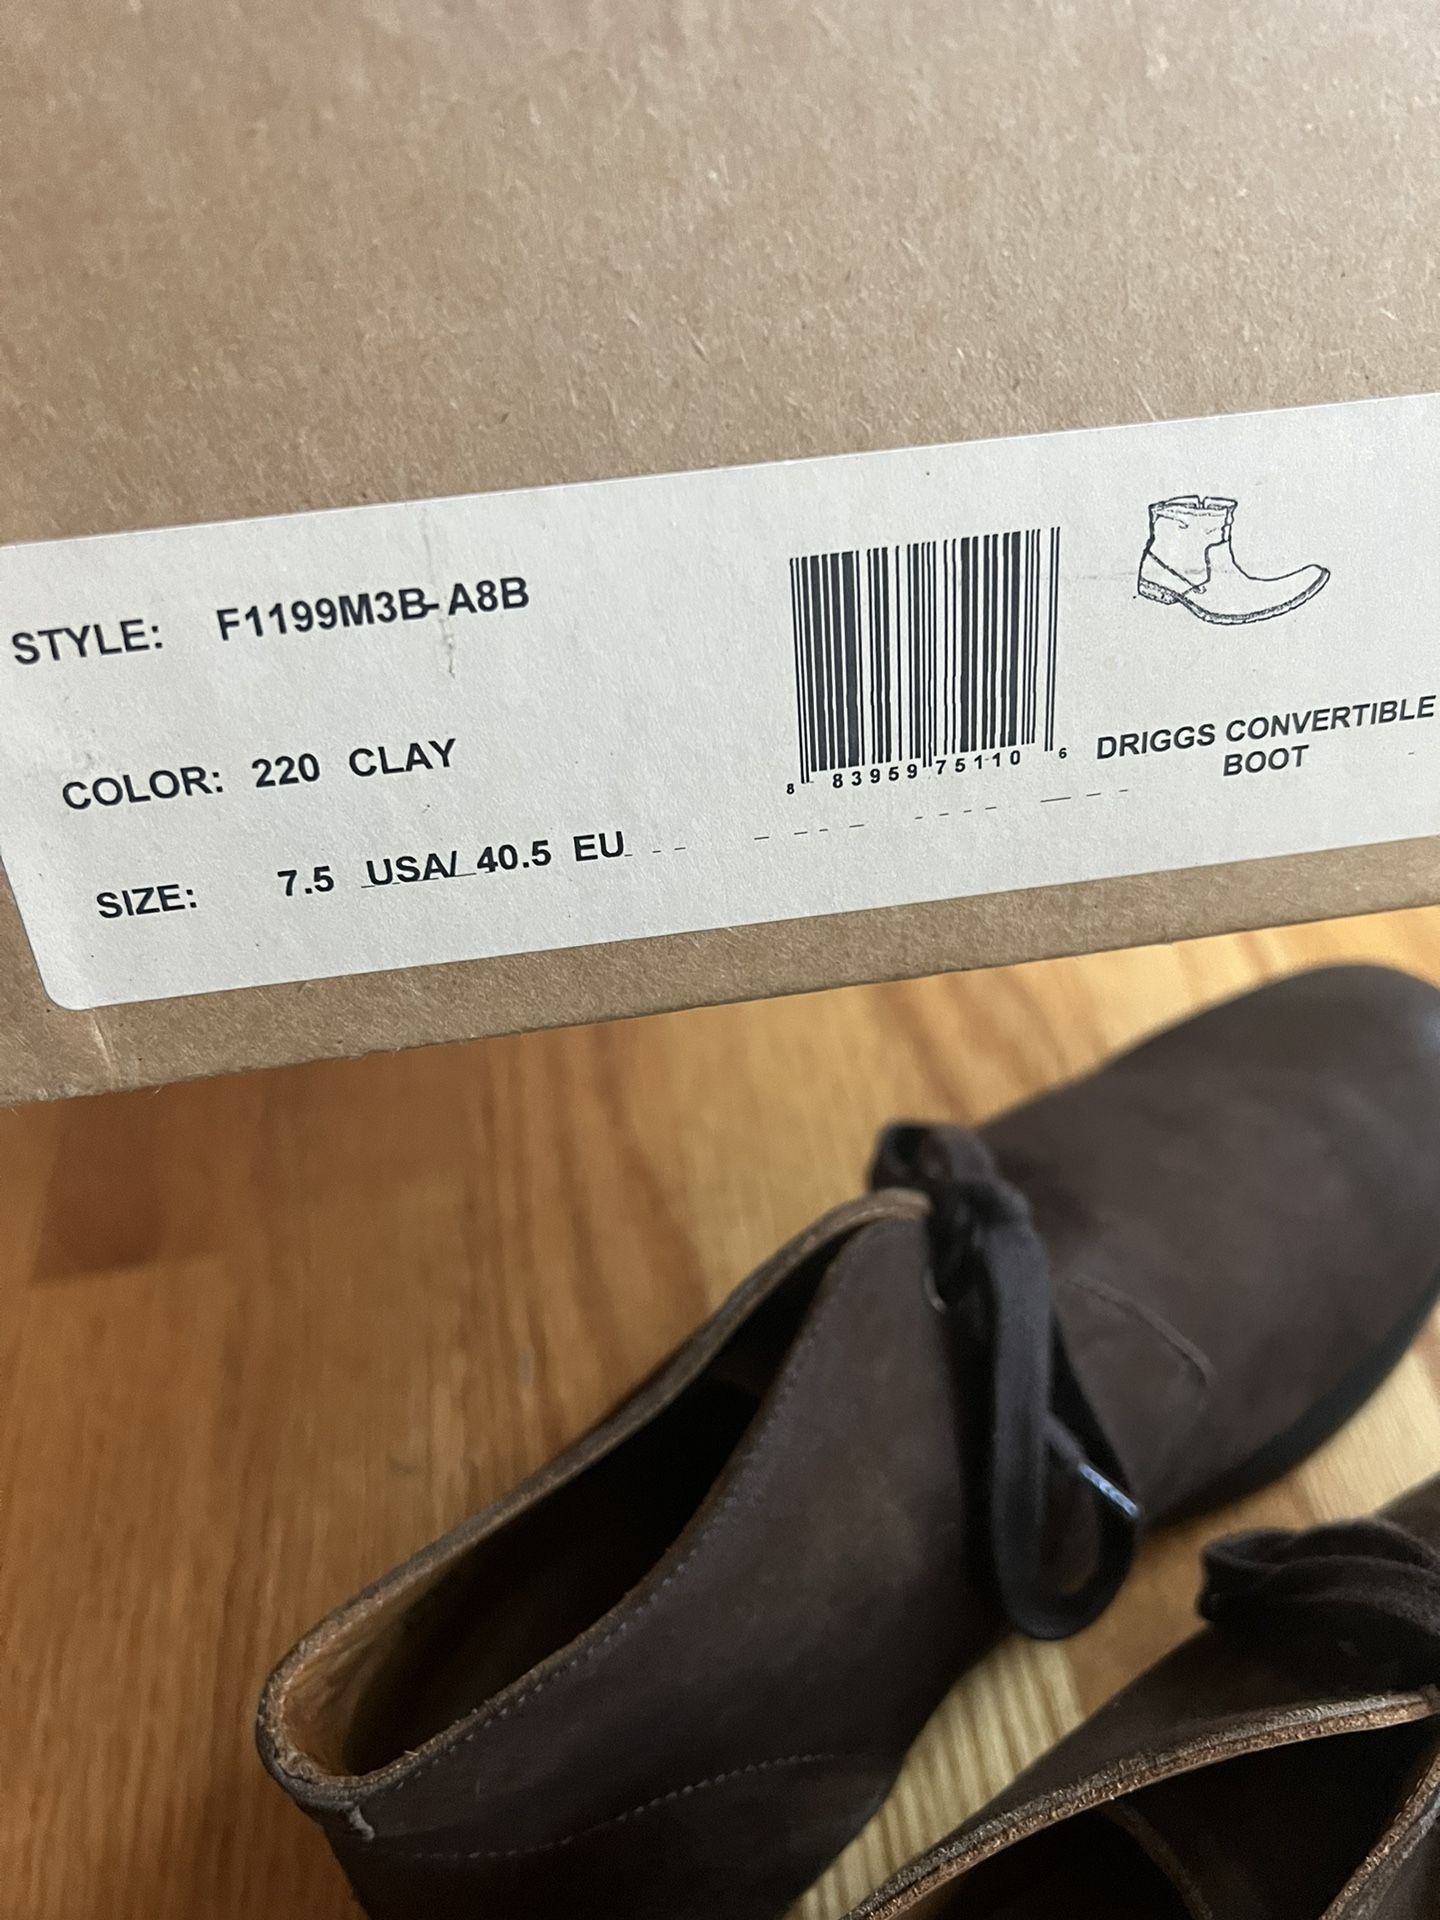 STYLE: F1199M3B-A8B
COLOR: 220 CLAY
SIZE: 7.5 USA/ 40.5 EU
8 83959 75110 6
DRIGGS CONVERTIBLE
BOOT